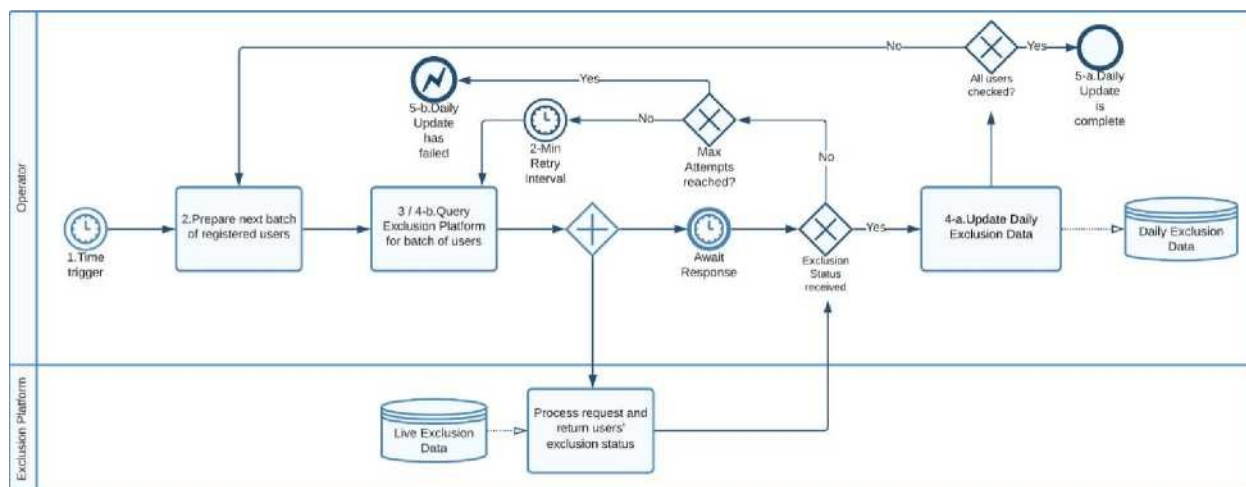 Operator
No
All users
checked?
Yes
5-a.Daily
Update
is
complete
5-b.Daily
Update
has
failed
Yes
2-Min
Retry
Interval
No
Max
Attempts
reached?
No
1.Time
trigger
2.Prepare next batch
of registered users
3 / 4-b.Query
Exclusion Platform
for batch of users
Await
Response
Exclusion
Status
received
Yes
4-a.Update Daily
Exclusion Data
Daily Exclusion
Data
Exclusion Platform
Live Exclusion
Data
Process request and
return users'
exclusion status